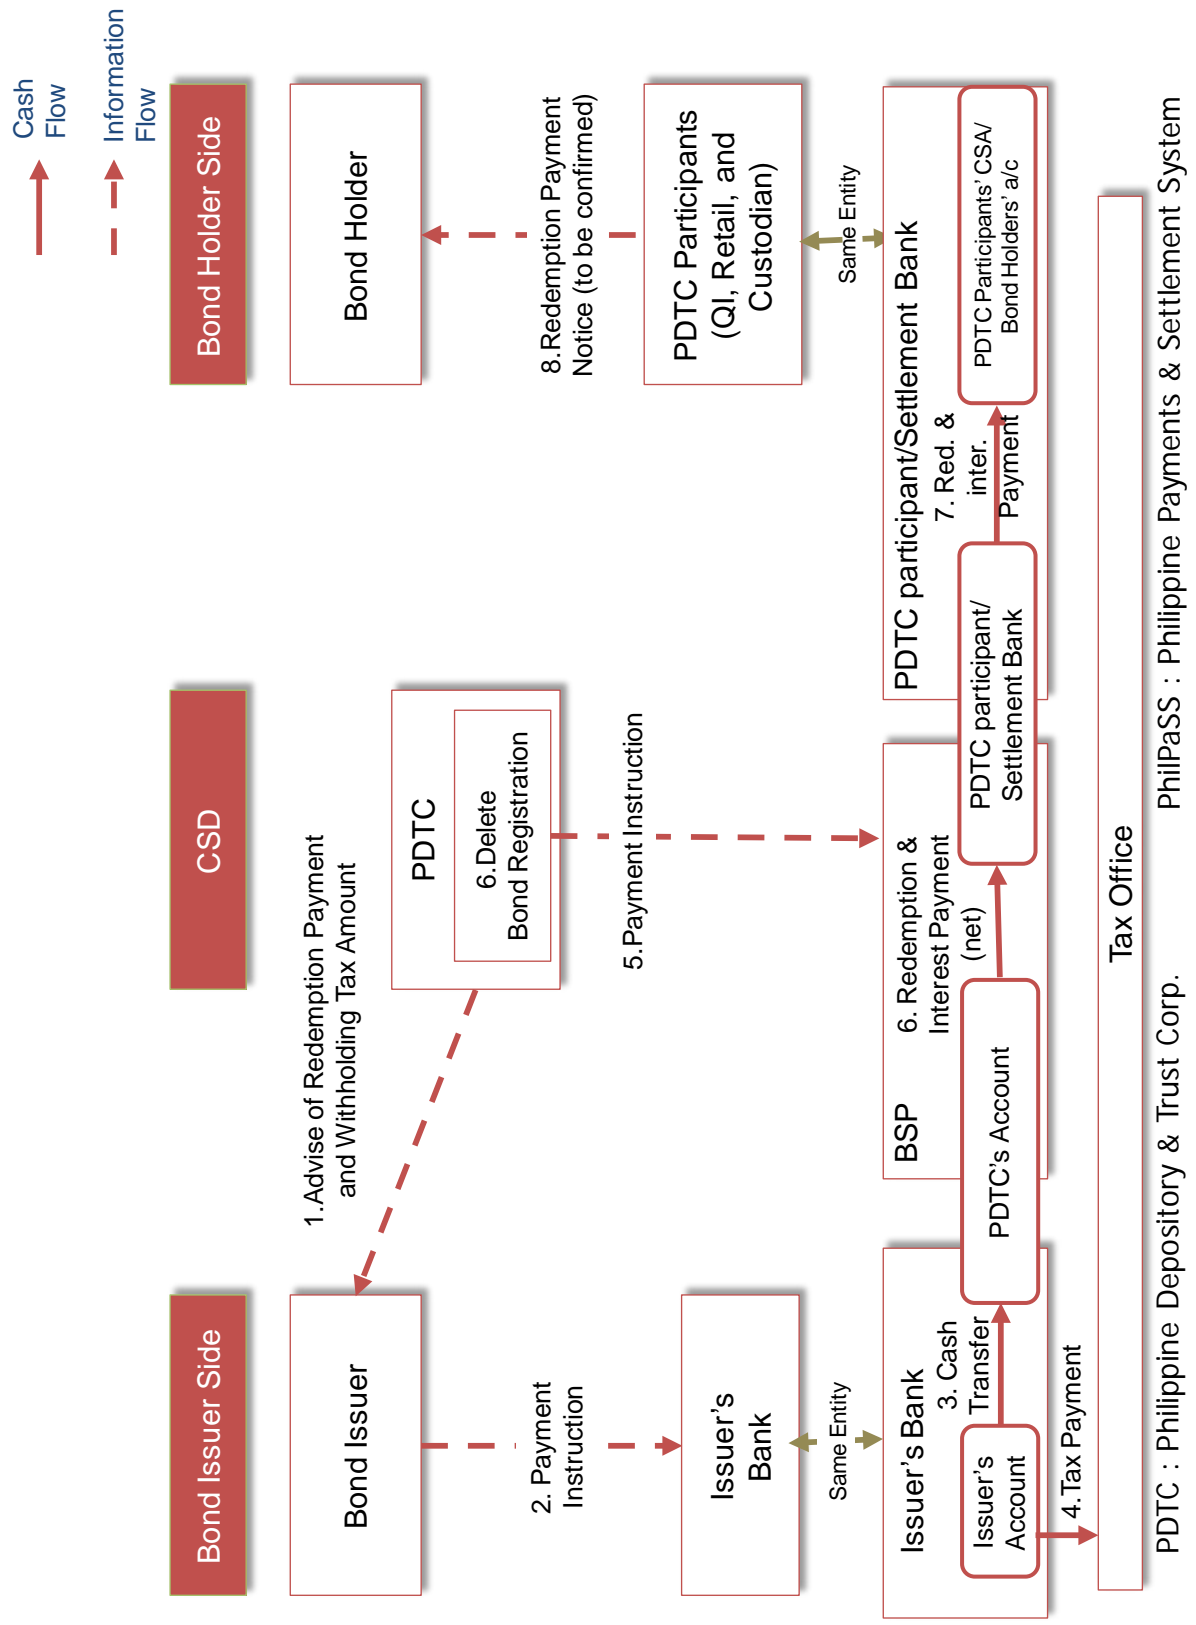 Cash
Flow
Information
Flow
Bond Issuer Side
CSD
Bond Holder Side
Bond Issuer
1.Advise of Redemption Payment
and Withholding Tax Amount
PDTC
6.Delete
Bond Registration
Bond Holder
2. Payment
Instruction
5.Payment Instruction
8.Redemption Payment
Notice (to be confirmed)
Issuer's
Bank
PDTC Participants
(QI, Retail, and
Custodian)
Same Entity
Same Entity
Issuer's Bank
3. Cash
Transfer
Issuer's
Account
BSP
6. Redemption &
Interest Payment
(net)
PDTC's Account
PDTC participant/Settlement Bank
7. Red. &
inter.
Payment
PDTC participant/
Settlement Bank
PDTC Participants' CSA/
Bond Holders' a/c
4.Tax Payment
Tax Office
PDTC : Philippine Depository & Trust Corp.
PhilPaSS : Philippine Payments & Settlement System